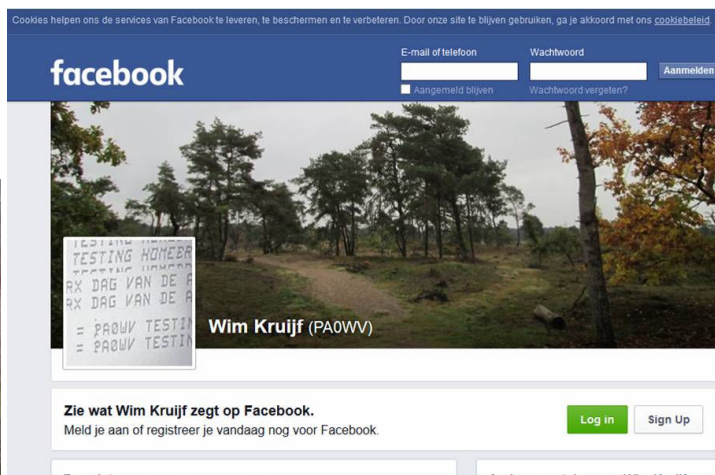 Cookies helpen ons de services van Facebook te leveren, te beschermen en te verbeteren. Door onze site te blijven gebruiken, ga je akkoord met ons cookiebeleid.
E-mail of telefoon
Wachtwoord
facebook
Aanmelden
Aangemeld blijven
Wachtwoord vergeten?
TESTING HOMEBR
TESTING HOMEBR
RX DAG VAN DE A
RX DAG VAN DE A
= PA0WV TESTIN
= PA0WV TESTIN
Wim Kruijf (PA0WV)
Zie wat Wim Kruijf zegt op Facebook.
Meld je aan of registreer je vandaag nog voor Facebook.
Log in
Sign Up